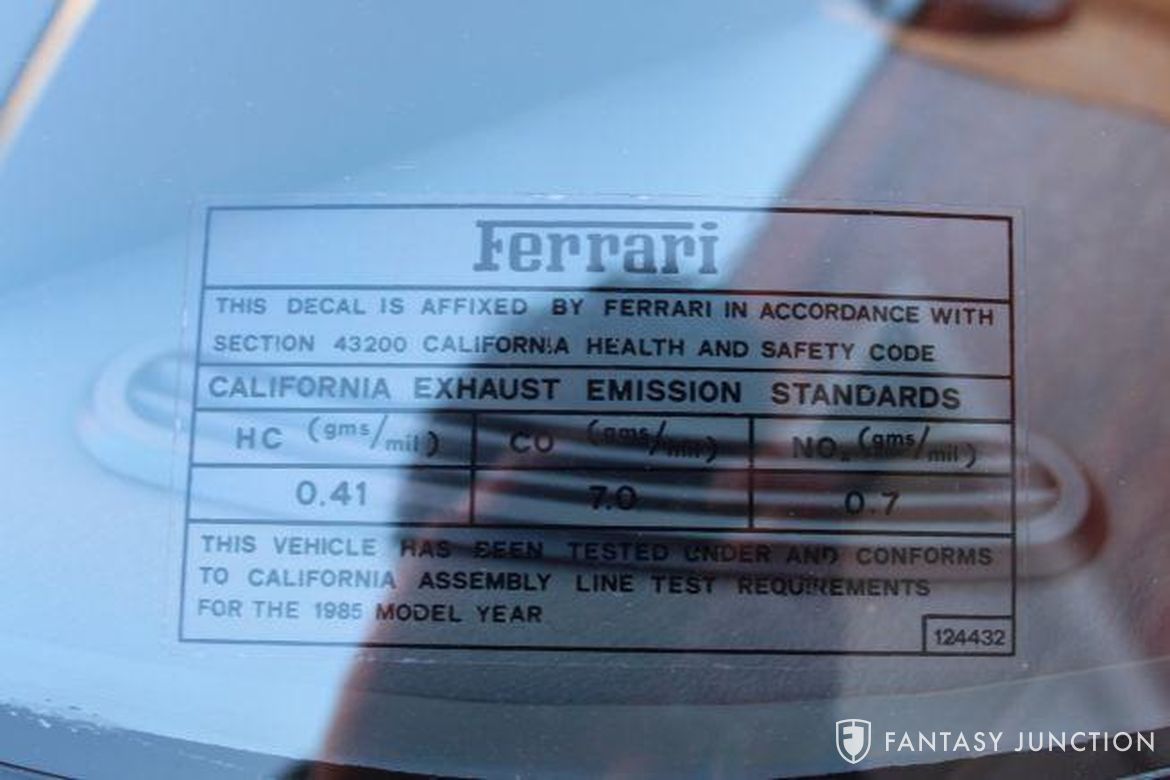 Ferrari
THIS DECAL IS AFFIXED BY FERRARI IN ACCORDANCE WITH
SECTION 43200 CALIFORNIA HEALTH AND SAFETY CODE
CALIFORNIA EXHAUST EMISSION STANDARDS
HC (gms/mil) CO (gms/mil) NOx (gms/mil)
0.41 7.0 0.7
THIS VEHICLE HAS BEEN TESTED UNDER AND CONFORMS
TO CALIFORNIA ASSEMBLY LINE TEST REQUIREMENTS
FOR THE 1985 MODEL YEAR
124432
FANTASY JUNCTION